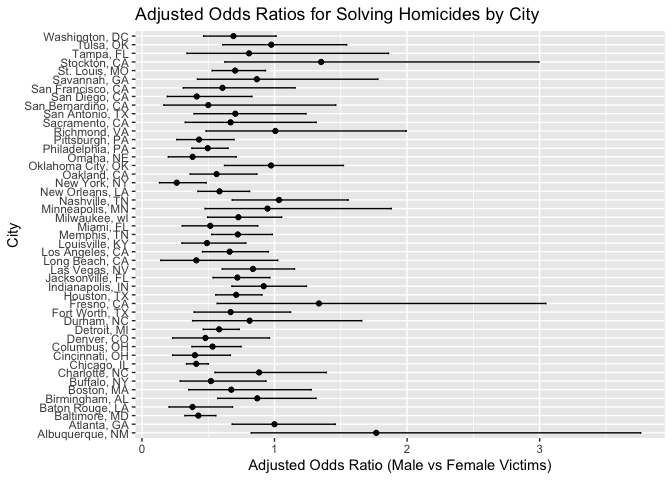 Adjusted Odds Ratios for Solving Homicides by City
City
Washington, DC
Tulsa, OK
Tampa, FL
Stockton, CA
St. Louis, MO
Savannah, GA
San Francisco, CA
San Diego, CA
San Bernardino, CA
San Antonio, TX
Sacramento, CA
Richmond, VA
Pittsburgh, PA
Philadelphia, PA
Omaha, NE
Oklahoma City, OK
Oakland, CA
New York, NY
New Orleans, LA
Nashville, TN
Minneapolis, MN
Milwaukee, wI
Miami, FL
Memphis, TN
Louisville, KY
Los Angeles, CA
Long Beach, CA
Las Vegas, NV
Jacksonville, FL
Indianapolis, IN
Houston, TX
Fresno, CA
Fort Worth, TX
Durham, NC
Detroit, MI
Denver, CO
Columbus, OH
Cincinnati, OH
Chicago, IL
Charlotte, NC
Buffalo, NY
Boston, MA
Birmingham, AL
Baton Rouge, LA
Baltimore, MD
Atlanta, GA
Albuquerque, NM
0 1 2 3
Adjusted Odds Ratio (Male vs Female Victims)